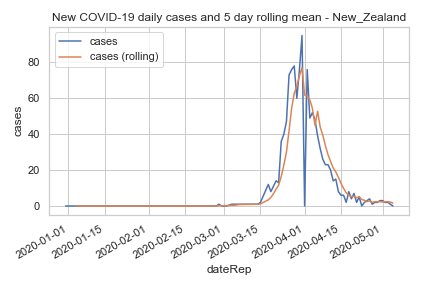 New COVID-19 daily cases and 5 day rolling mean - New_Zealand
cases
cases (rolling)
cases
80
60
40
20
0
2020-01-01
2020-01-15
2020-02-01
2020-02-15
2020-03-01
2020-03-15
2020-04-01
2020-04-15
2020-05-01
dateRep